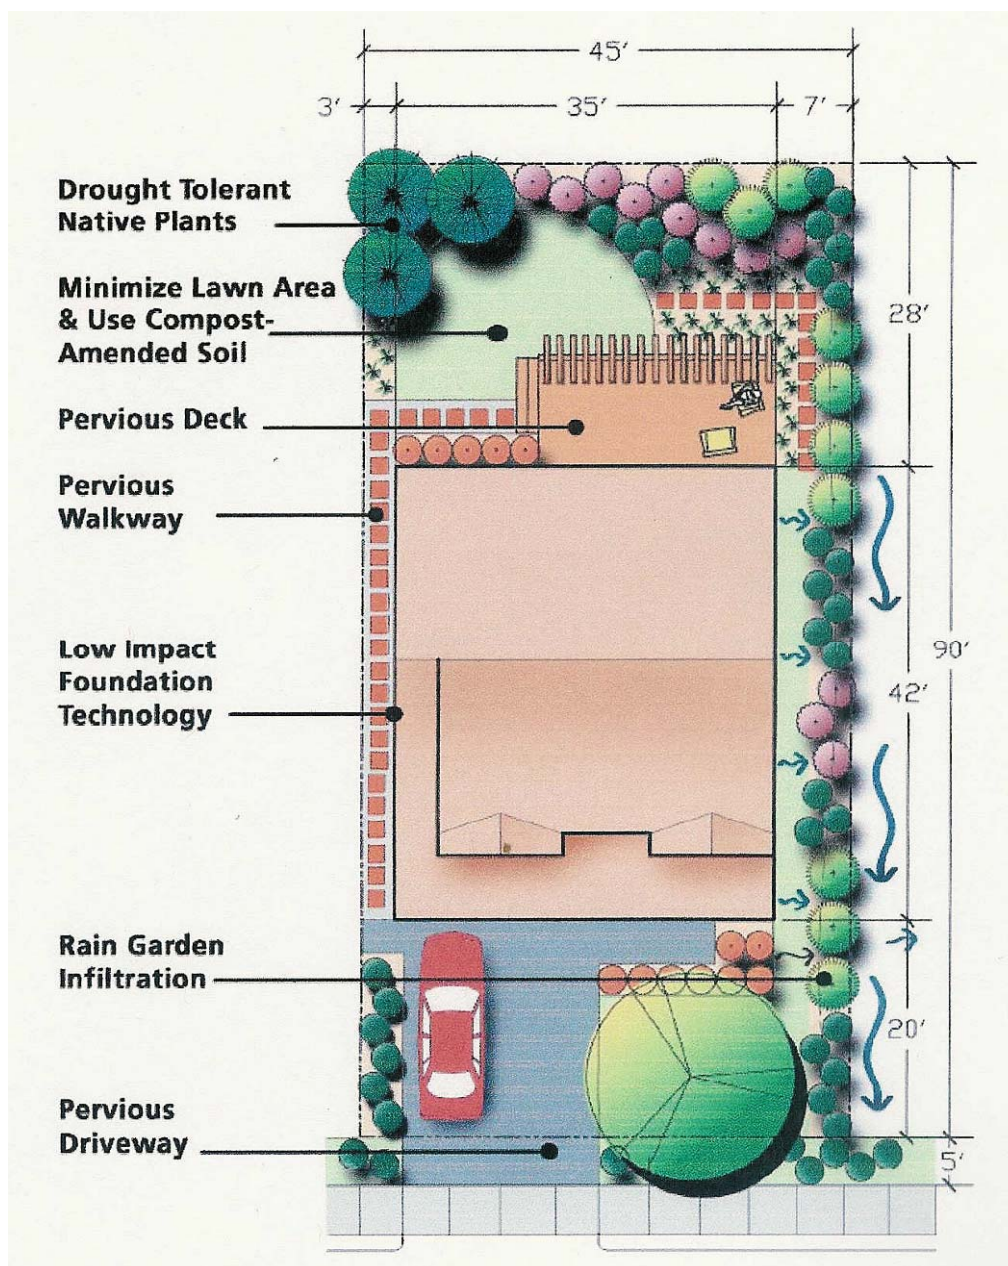 45′
3′
35′
7′
Drought Tolerant
Native Plants
Minimize Lawn Area
& Use Compost-
Amended Soil
28′
Pervious Deck
Pervious
Walkway
Low Impact
Foundation
Technology
90′
42′
Rain Garden
Infiltration
20′
Pervious
Driveway
5′